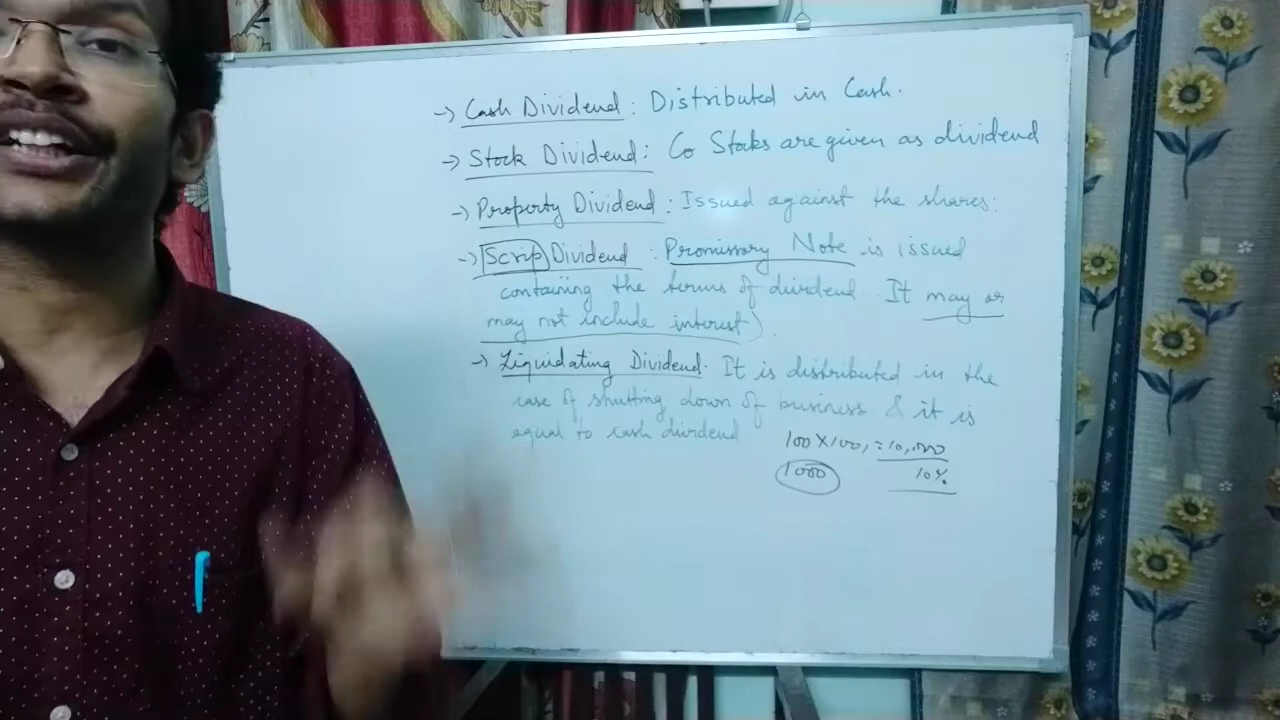 -> Cash Dividend : Distributed in Cash.
-> Stock Dividend : Co Stocks are given as dividend
-> Property Dividend : Issued against the shares:
-> Scrip Dividend : Promissory Note is issued
containing the terms of dividend It may or
may not include interest).
-> Liquidating Dividend. It is distributed in the
case of shutting down of business & it is
equal to cash dividend
100 X 100, = 10,000
1000 10%